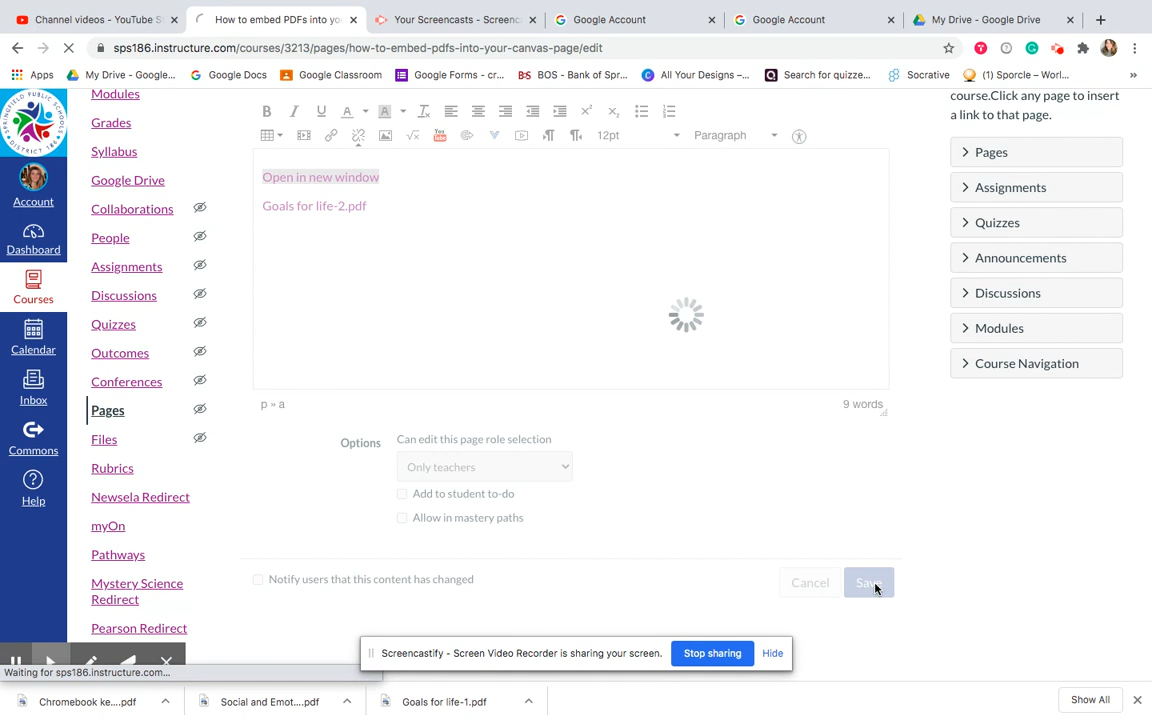 Channel videos - YouTube S
How to embed PDFs into yo
Your Screencasts - Screenc
Google Account
Google Account
My Drive - Google Drive
sps186.instructure.com/courses/3213/pages/how-to-embed-pdfs-into-your-canvas-page/edit
Apps
My Drive - Google...
Google Docs
Google Classroom
Google Forms - cr...
BOS - Bank of Spr...
All Your Designs –...
Search for quizze...
Socrative
(1) Sporcle – Worl...
Account
Dashboard
Courses
Calendar
Inbox
Commons
Help
Modules
Grades
Syllabus
Google Drive
Collaborations
People
Assignments
Discussions
Quizzes
Outcomes
Conferences
Pages
Files
Rubrics
Newsela Redirect
myOn
Pathways
Mystery Science
Redirect
Pearson Redirect
12pt
Paragraph
Open in new window
Goals for life-2.pdf
p » a
9 words
Options
Can edit this page role selection
Only teachers
Add to student to-do
Allow in mastery paths
Notify users that this content has changed
Cancel
Save
course.Click any page to insert
a link to that page.
Pages
Assignments
Quizzes
Announcements
Discussions
Modules
Course Navigation
Screencastify - Screen Video Recorder is sharing your screen.
Stop sharing
Hide
Waiting for sps186.instructure.com...
Chromebook ke....pdf
Social and Emot....pdf
Goals for life-1.pdf
Show All